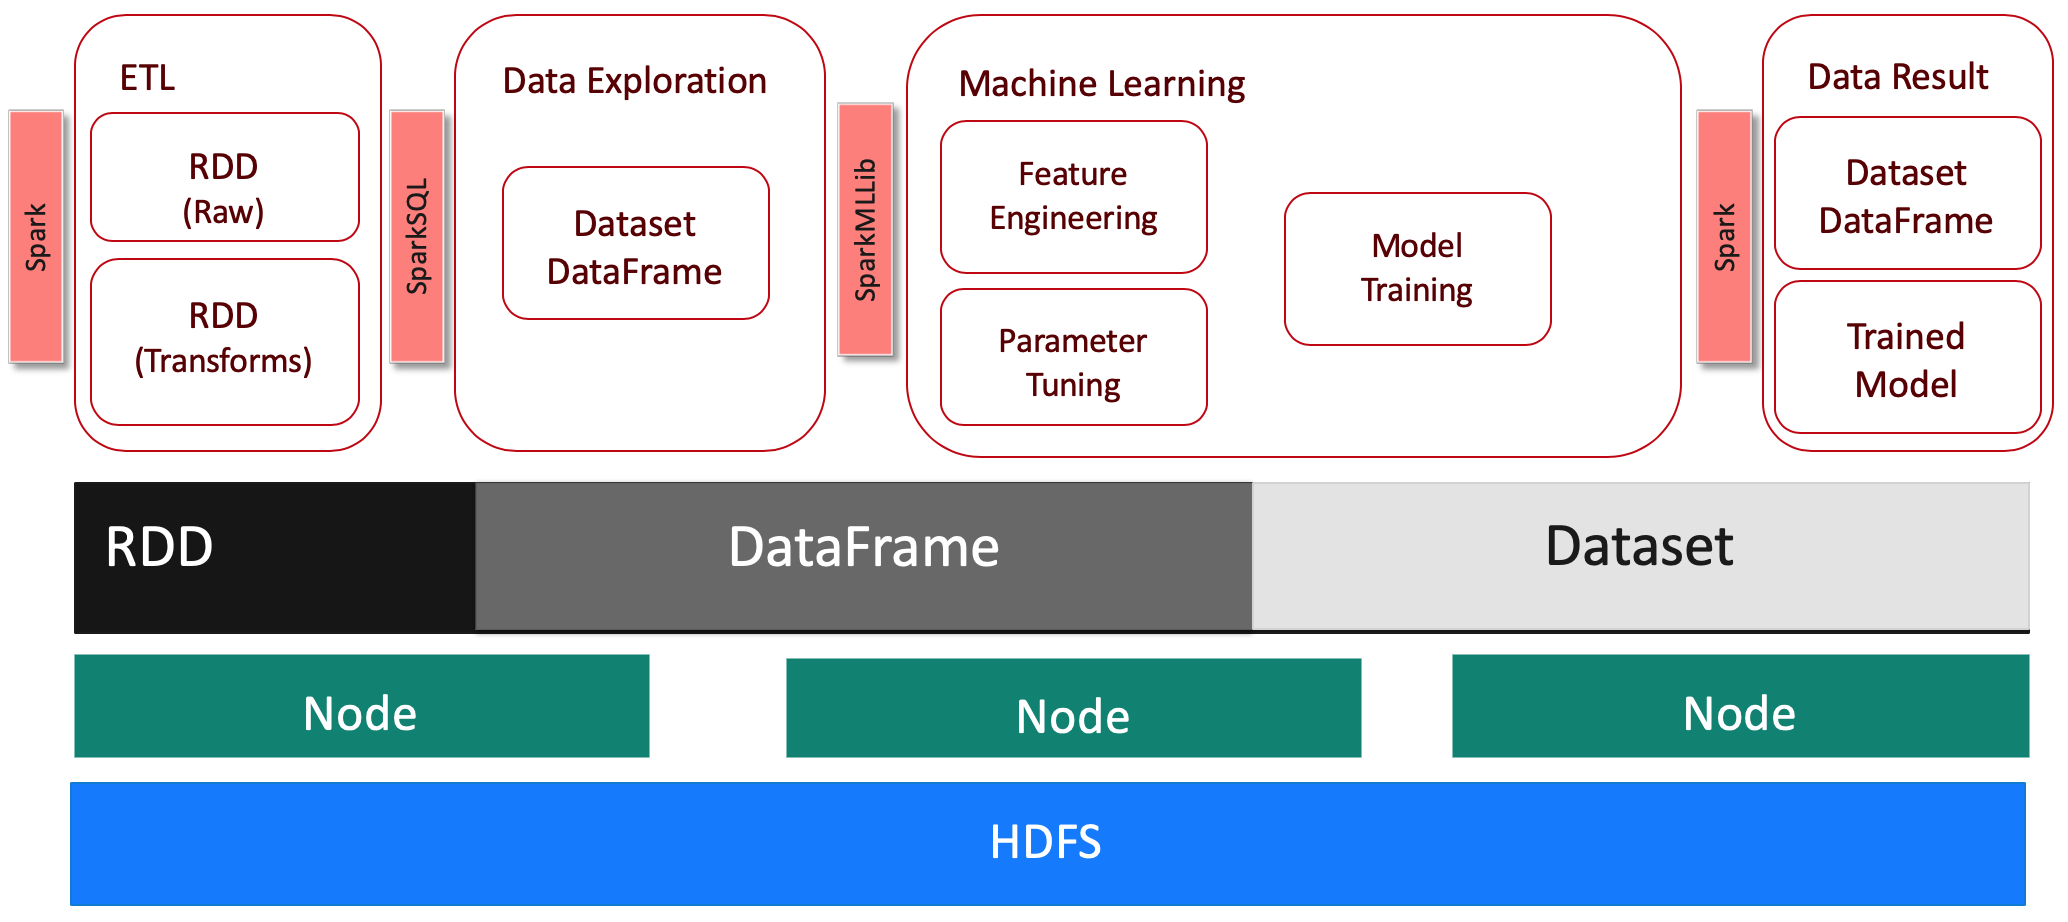 Spark
ETL
RDD
(Raw)
RDD
(Transforms)
SparkSQL
Data Exploration
Dataset
DataFrame
SparkMLLib
Machine Learning
Feature
Engineering
Parameter
Tuning
Model
Training
Spark
Data Result
Dataset
DataFrame
Trained
Model
RDD
DataFrame
Dataset
Node
Node
Node
HDFS